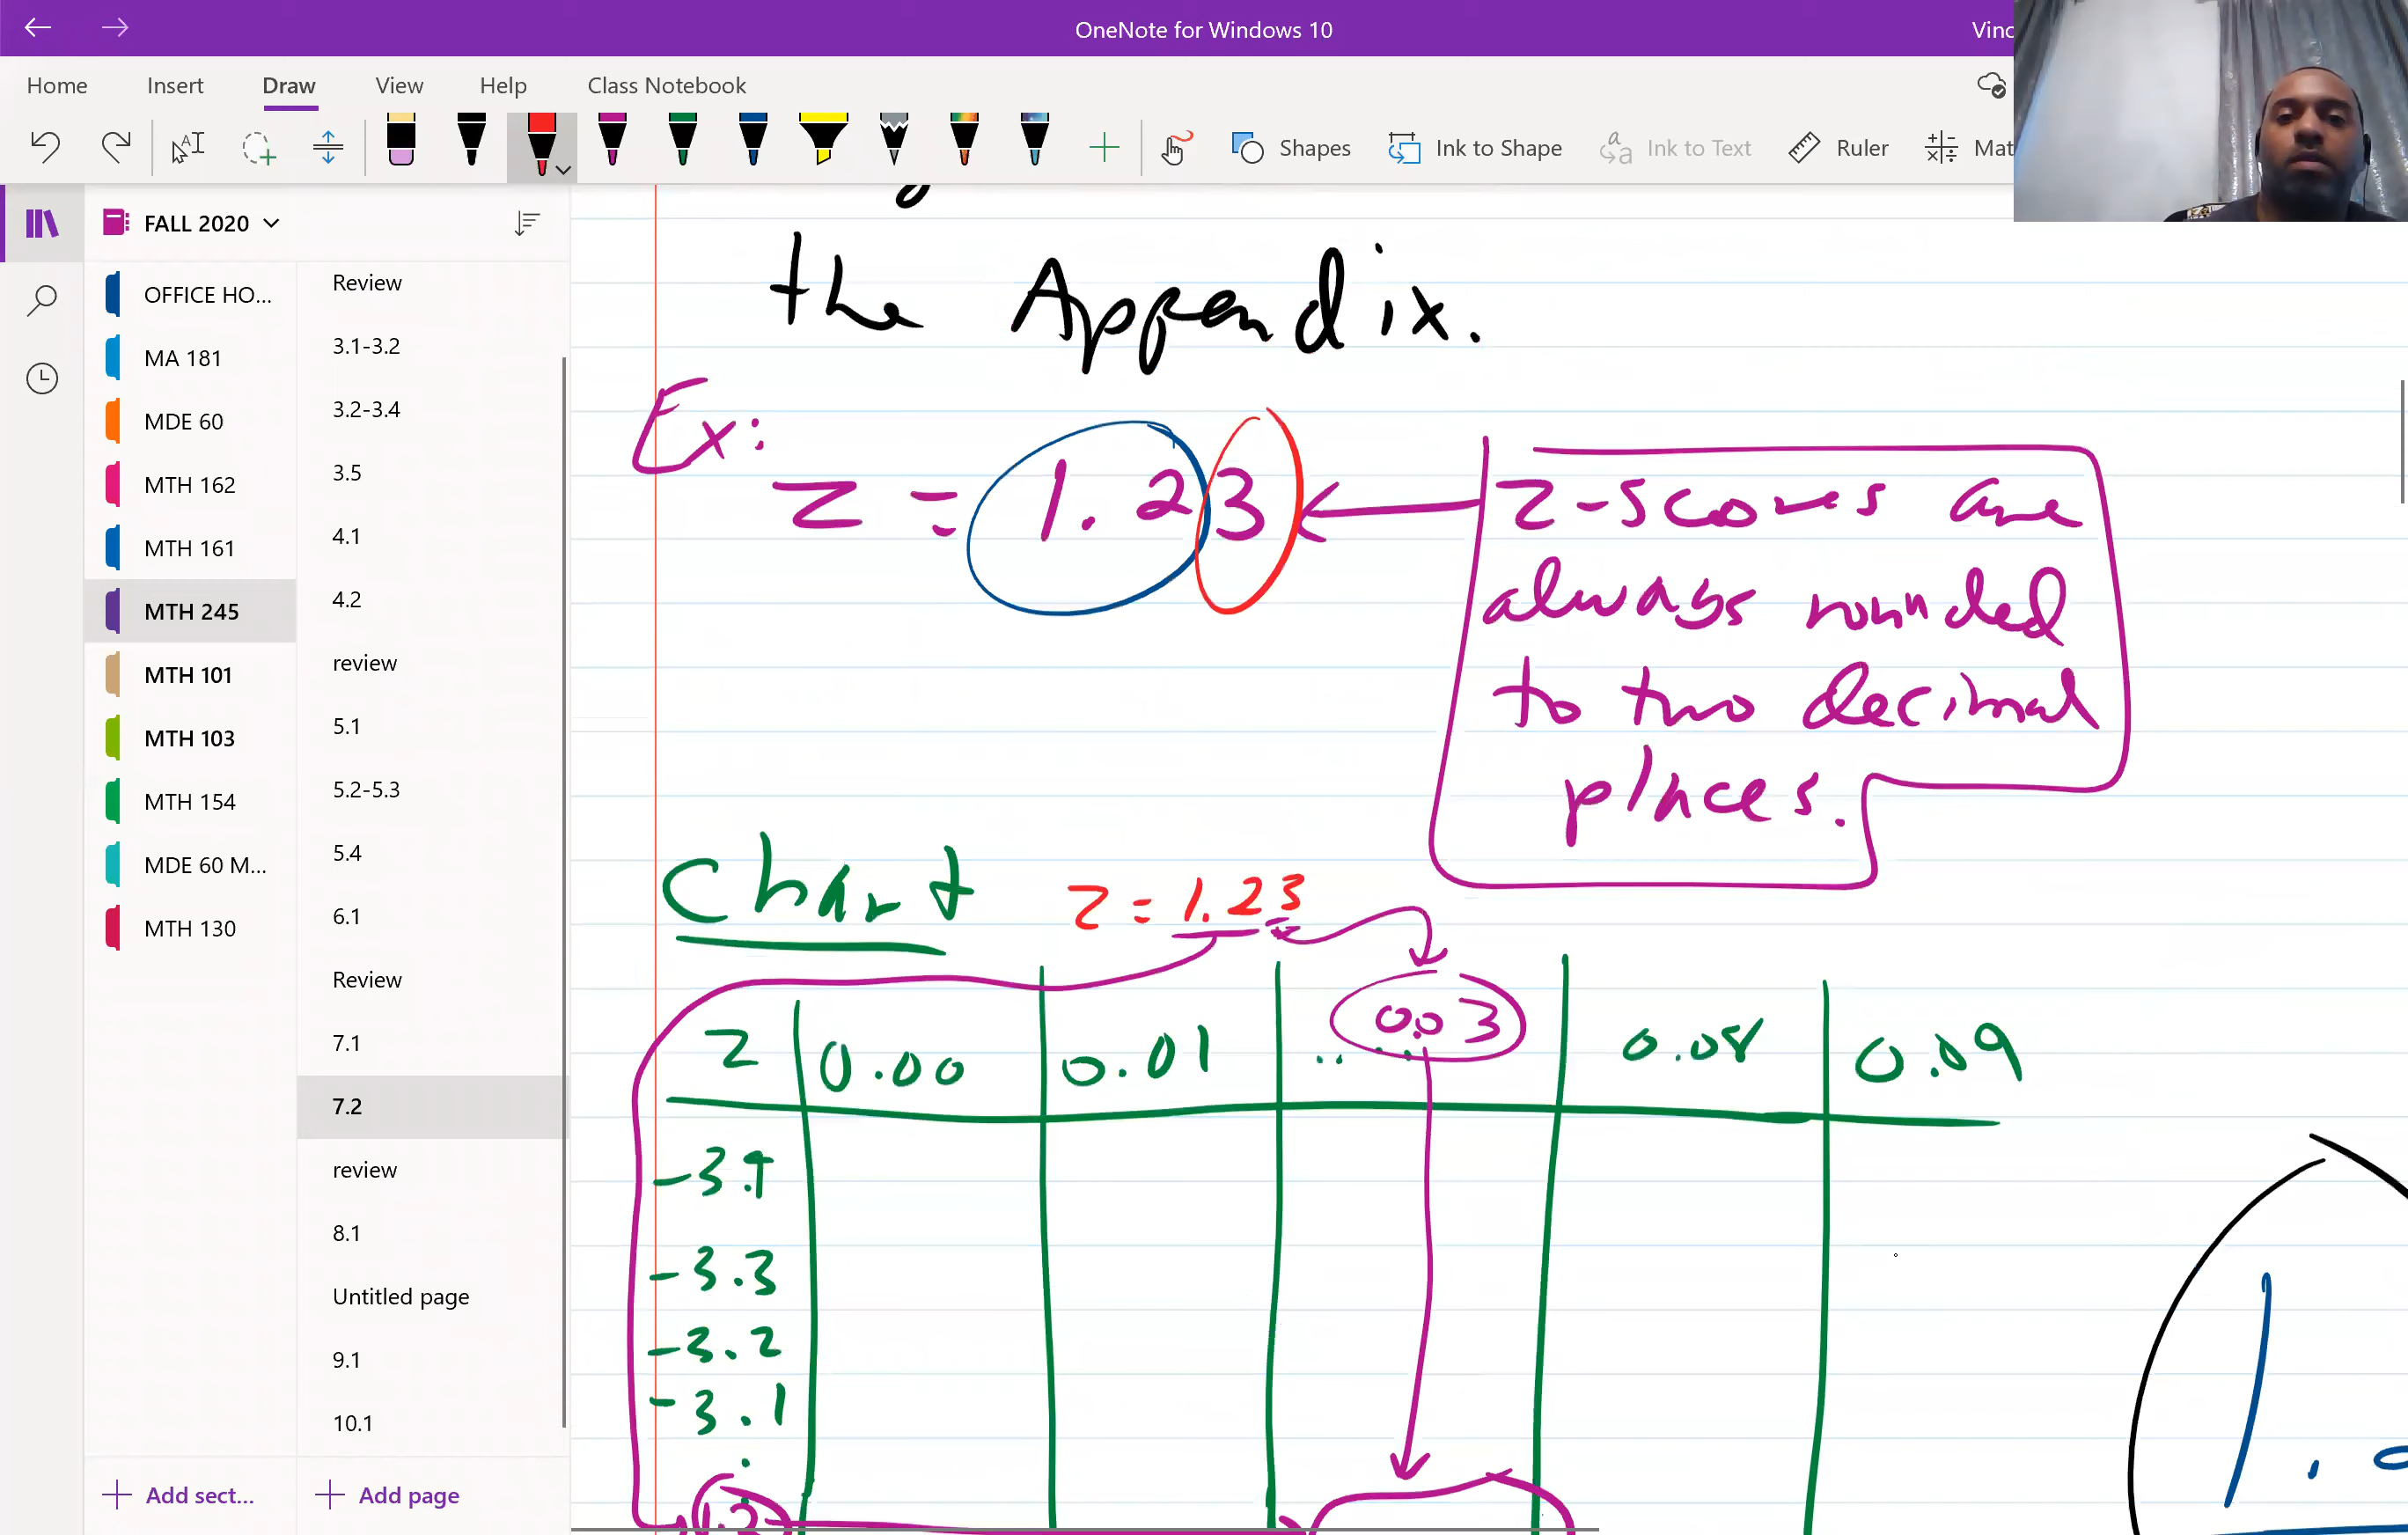 OneNote for Windows 10
Vinc
Home Insert Draw View Help Class Notebook
Shapes Ink to Shape Ink to Text Ruler Mat
FALL 2020
OFFICE HO...
MA 181
MDE 60
MTH 162
MTH 161
MTH 245
MTH 101
MTH 103
MTH 154
MDE 60 M...
MTH 130
Add sect...
Review
3.1-3.2
3.2-3.4
3.5
4.1
4.2
review
5.1
5.2-5.3
5.4
6.1
Review
7.1
7.2
review
8.1
Untitled page
9.1
10.1
Add page
the Appendix.
Ex:
z = 1.23
z-scores are
always rounded
to two decimal
places.
Chart z = 1.23
z 0.00 0.01 ..... 0.03 0.08 0.09
-3.4
-3.3
-3.2
-3.1
1.2